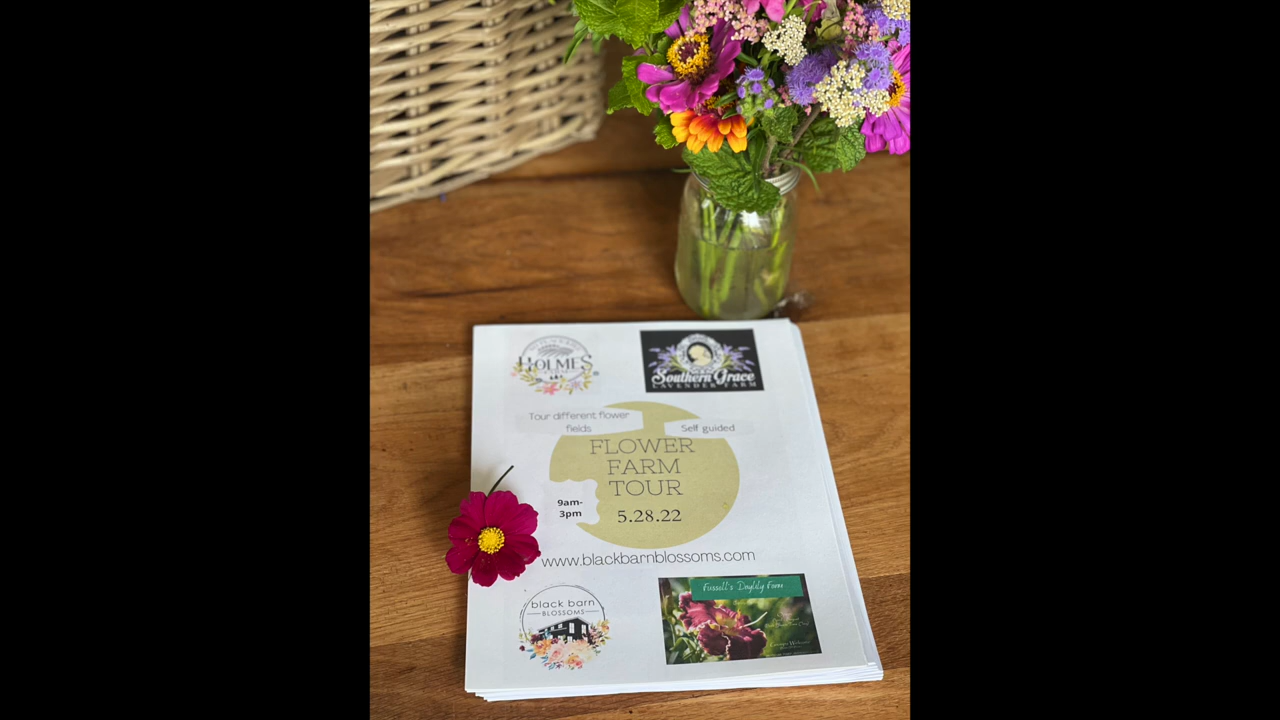 HOLMES
Southern Grace
LAVENDER FARM
Tour different flower
fields
Self guided
FLOWER
FARM
TOUR
9am-
3pm
5.28.22
www.blackbarnblossoms.com
black barn
BLOSSOMS
Fussell's Daylily Farm